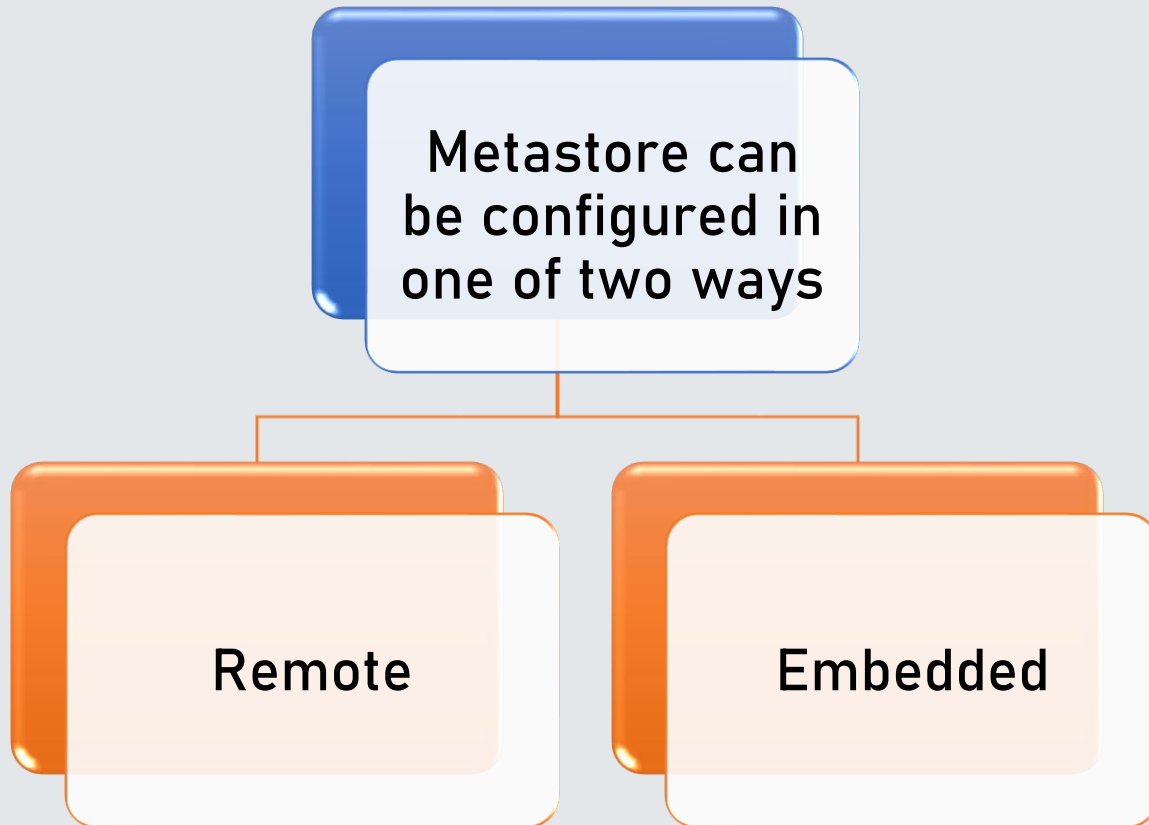 Metastore can
be configured in
one of two ways
Remote
Embedded